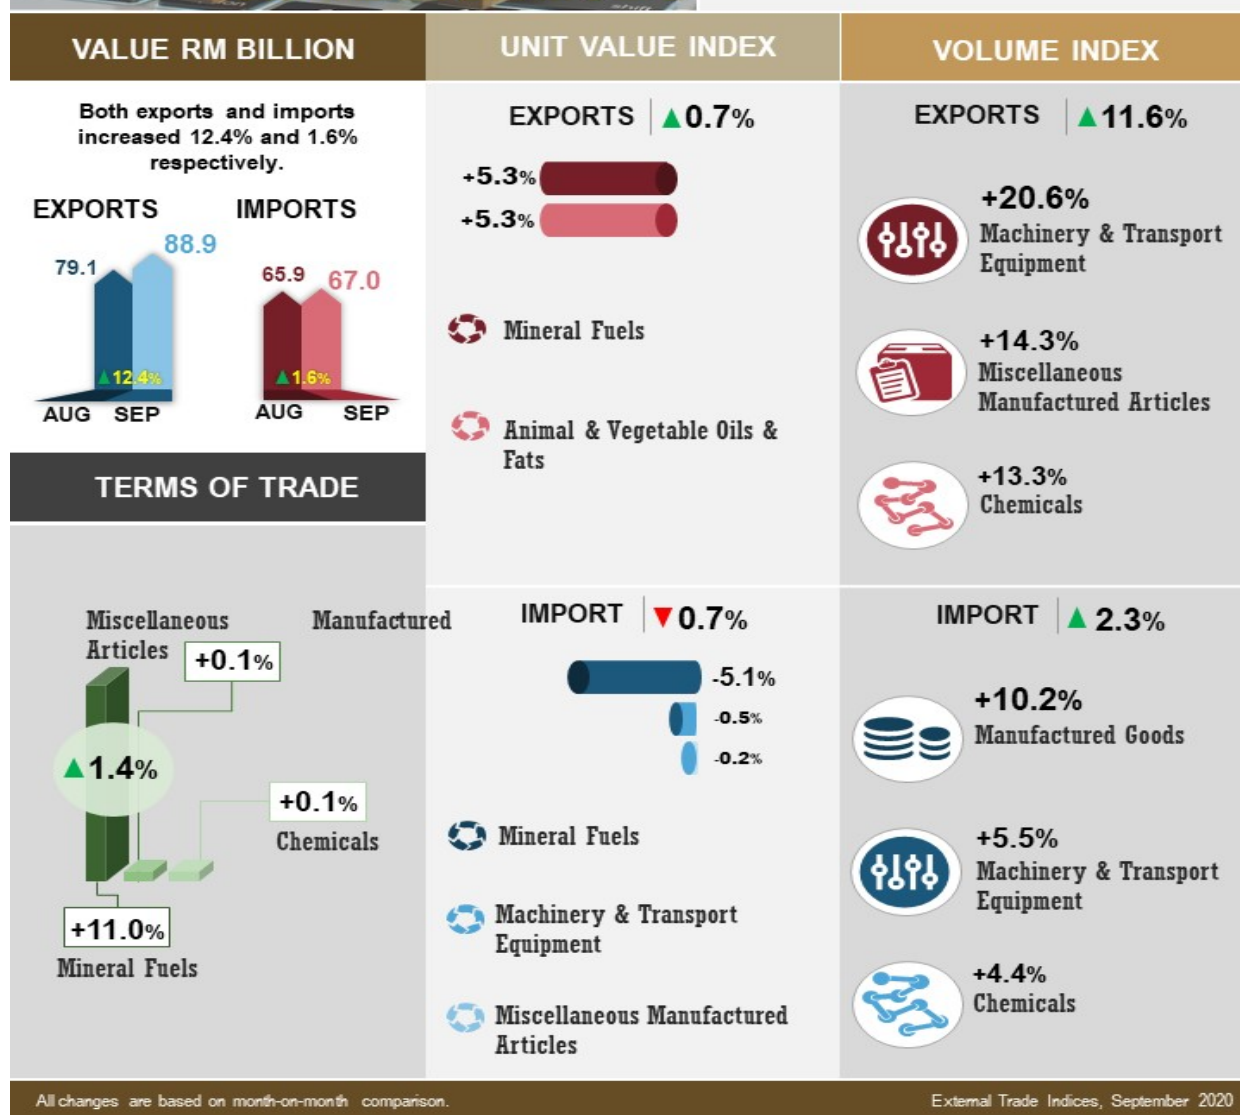 VALUE RM BILLION
Both exports and imports
increased 12.4% and 1.6%
respectively.
EXPORTS
IMPORTS
79.1
88.9
65.9
67.0
▲12.4%
▲1.6%
AUG SEP
AUG SEP
TERMS OF TRADE
Miscellaneous Manufactured
Articles
+0.1%
▲1.4%
+0.1%
Chemicals
+11.0%
Mineral Fuels
UNIT VALUE INDEX
EXPORTS ▲0.7%
+5.3%
+5.3%
Mineral Fuels
Animal & Vegetable Oils &
Fats
IMPORT ▼0.7%
-5.1%
-0.5%
-0.2%
Mineral Fuels
Machinery & Transport
Equipment
Miscellaneous Manufactured
Articles
VOLUME INDEX
EXPORTS ▲11.6%
+20.6%
Machinery & Transport
Equipment
+14.3%
Miscellaneous
Manufactured Articles
+13.3%
Chemicals
IMPORT ▲ 2.3%
+10.2%
Manufactured Goods
+5.5%
Machinery & Transport
Equipment
+4.4%
Chemicals
All changes are based on month-on-month comparison.
External Trade Indices, September 2020